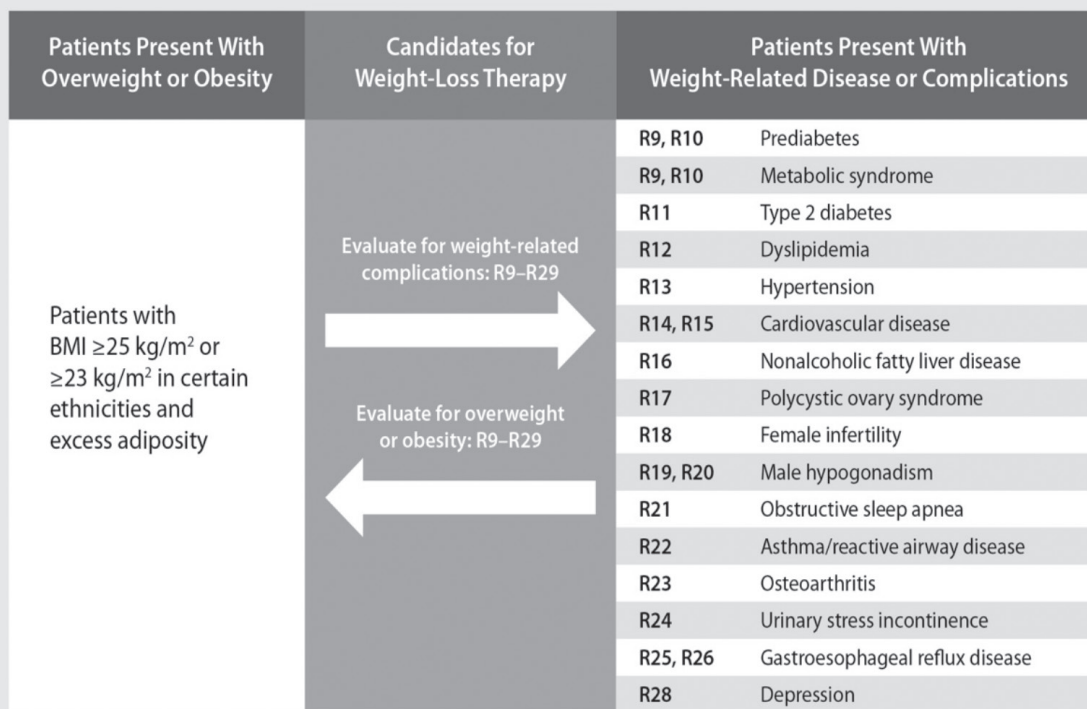 Patients Present With
Overweight or Obesity
Candidates for
Weight-Loss Therapy
Patients Present With
Weight-Related Disease or Complications
Patients with
BMI ≥25 kg/m² or
≥23 kg/m² in certain
ethnicities and
excess adiposity
Evaluate for weight-related
complications: R9–R29
Evaluate for overweight
or obesity: R9–R29
R9, R10 Prediabetes
R9, R10 Metabolic syndrome
R11 Type 2 diabetes
R12 Dyslipidemia
R13 Hypertension
R14, R15 Cardiovascular disease
R16 Nonalcoholic fatty liver disease
R17 Polycystic ovary syndrome
R18 Female infertility
R19, R20 Male hypogonadism
R21 Obstructive sleep apnea
R22 Asthma/reactive airway disease
R23 Osteoarthritis
R24 Urinary stress incontinence
R25, R26 Gastroesophageal reflux disease
R28 Depression